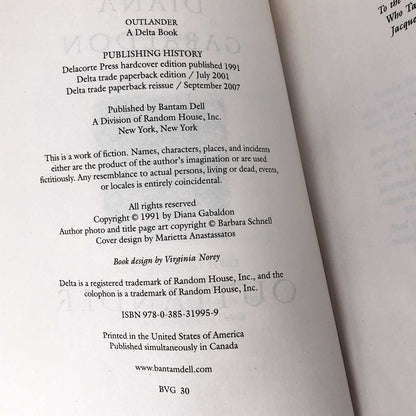 OUTLANDER
A Delta Book
PUBLISHING HISTORY
Delacorte Press hardcover edition published 1991
Delta trade paperback edition / July 2001
Delta trade paperback reissue / September 2007
Published by Bantam Dell
A Division of Random House, Inc.
New York, New York
This is a work of fiction. Names, characters, places, and incidents
either are the product of the author's imagination or are used
fictitiously. Any resemblance to actual persons, living or dead, events,
or locales is entirely coincidental.
All rights reserved
Copyright © 1991 by Diana Gabaldon
Author photo and title page art copyright © Barbara Schnell
Cover design by Marietta Anastassatos
Book design by Virginia Norey
Delta is a registered trademark of Random House, Inc., and the
colophon is a trademark of Random House, Inc.
ISBN 978-0-385-31995-9
Printed in the United States of America
Published simultaneously in Canada
www.bantamdell.com
BVG 30
To the
Who Ta
Jacque